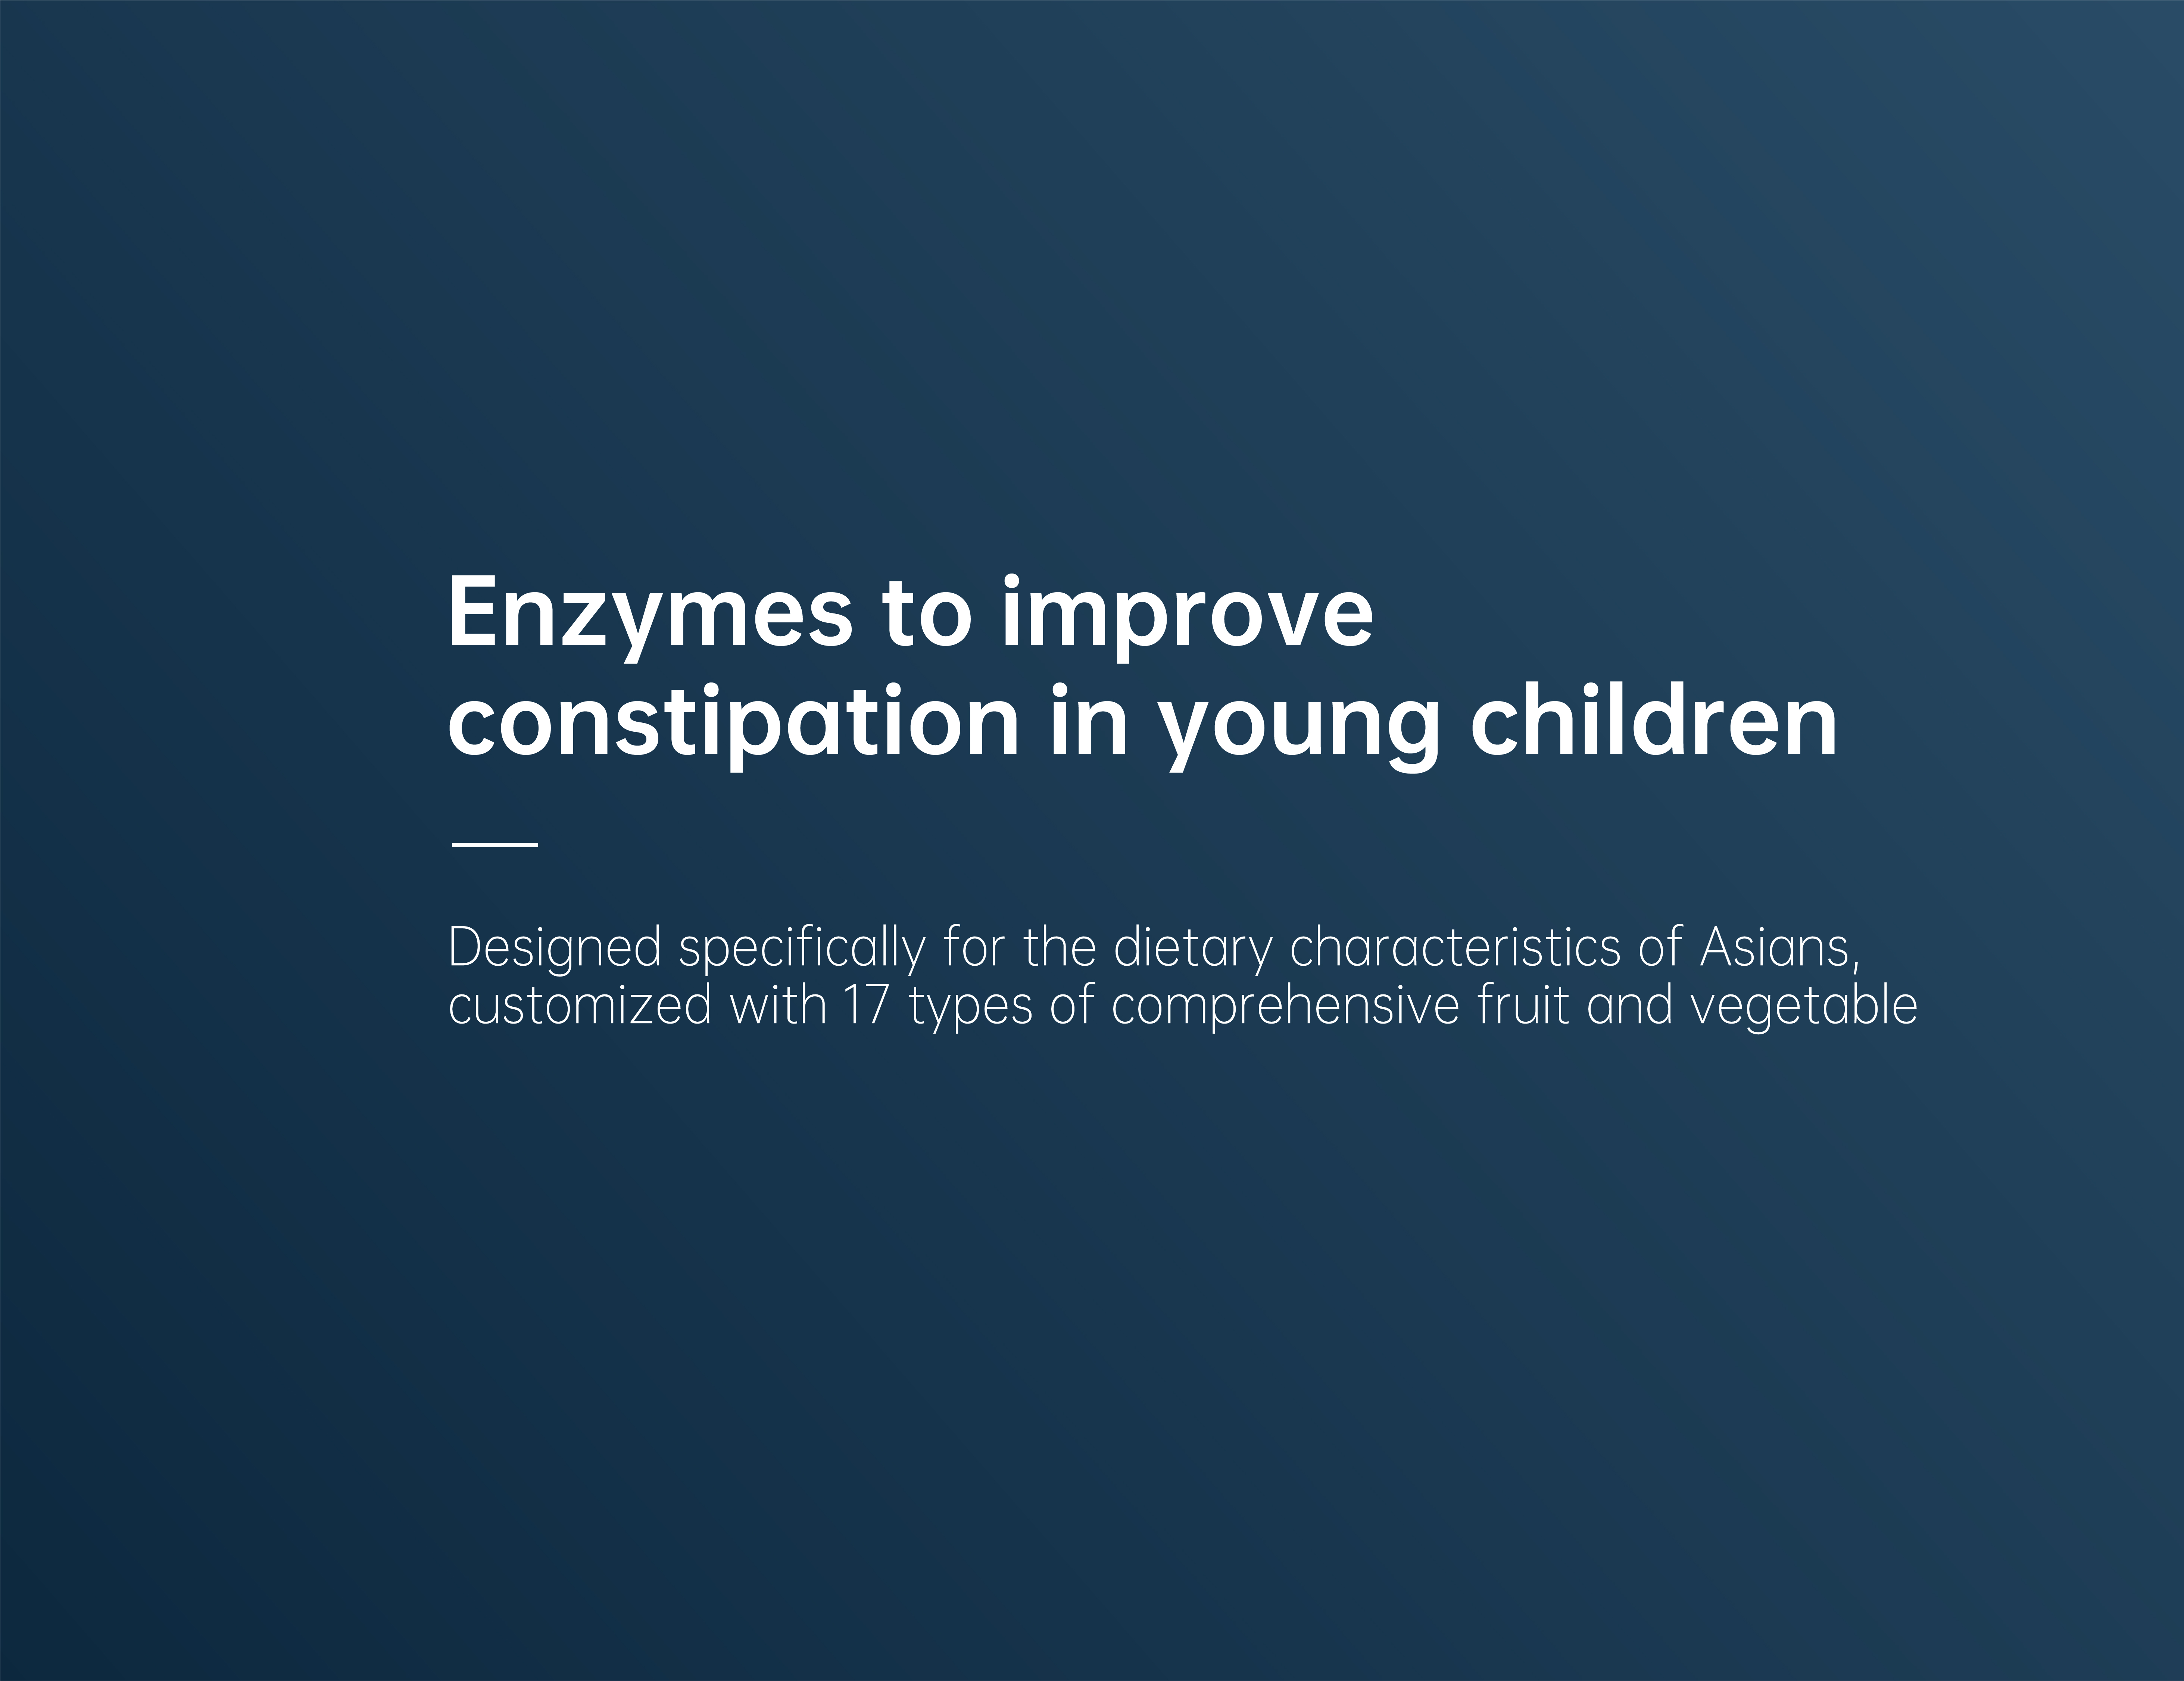 Enzymes to improve
constipation in young children
Designed specifically for the dietary characteristics of Asians,
customized with 17 types of comprehensive fruit and vegetable